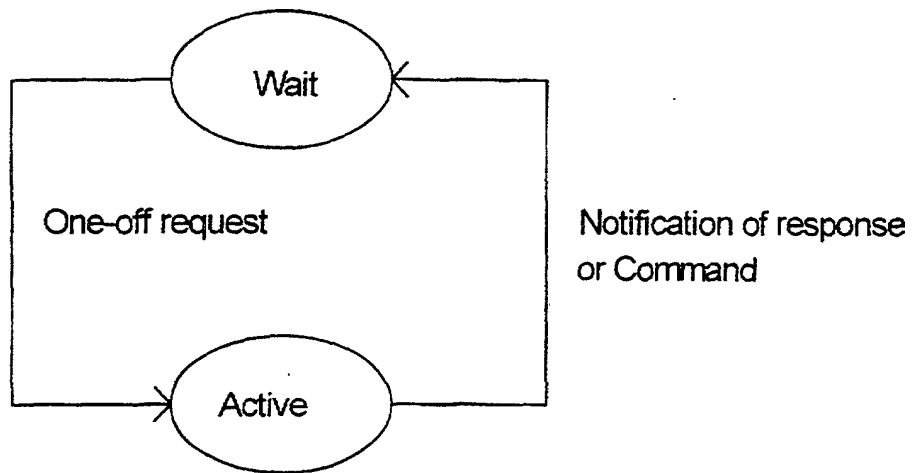 Wait
One-off request
Notification of response
or Command
Active